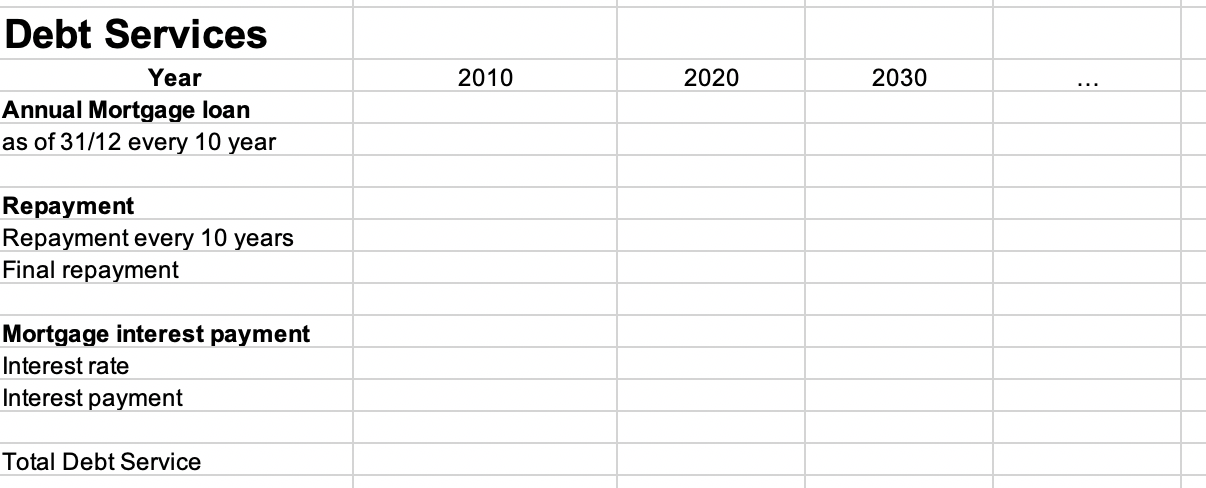 Debt Services
Year 2010 2020 2030 ...
Annual Mortgage loan
as of 31/12 every 10 year
Repayment
Repayment every 10 years
Final repayment
Mortgage interest payment
Interest rate
Interest payment
Total Debt Service